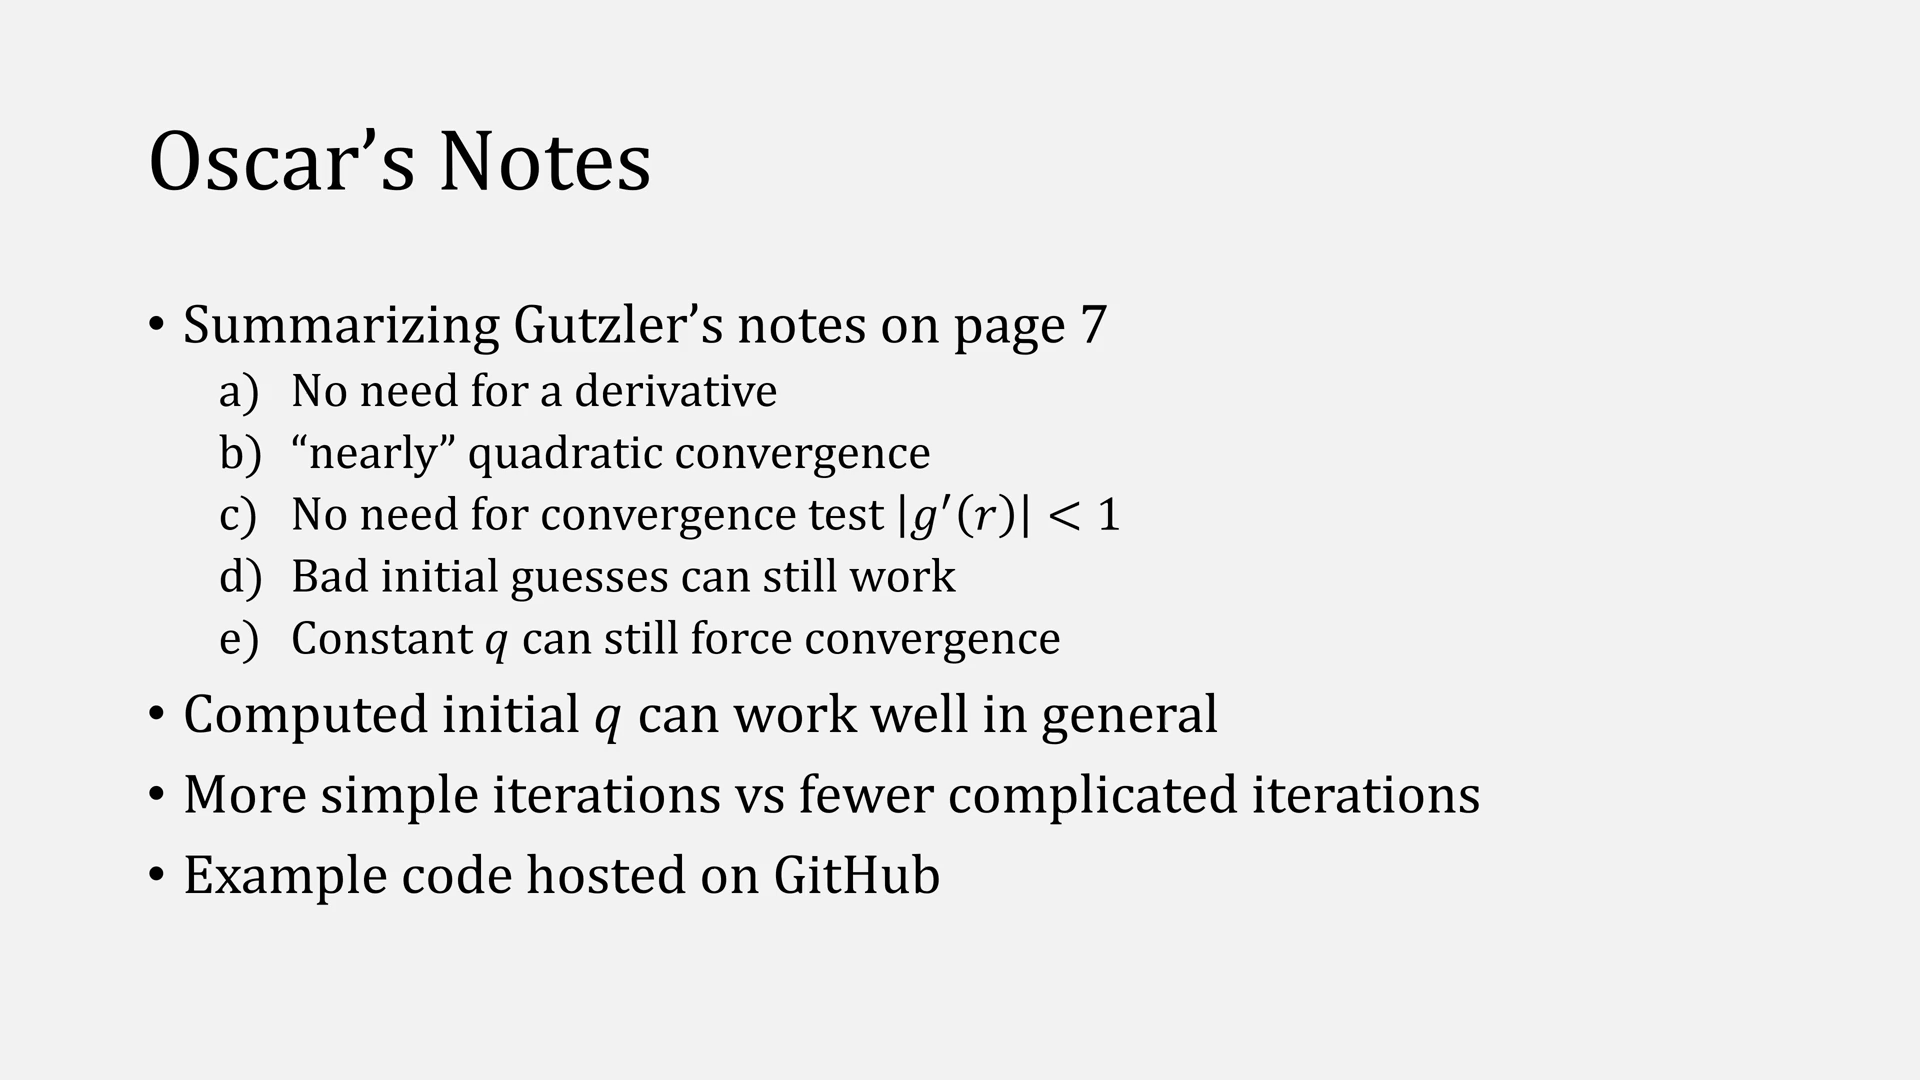 Oscar’s Notes
• Summarizing Gutzler’s notes on page 7
a) No need for a derivative
b) “nearly” quadratic convergence
c) No need for convergence test |g′(r)| < 1
d) Bad initial guesses can still work
e) Constant q can still force convergence
• Computed initial q can work well in general
• More simple iterations vs fewer complicated iterations
• Example code hosted on GitHub